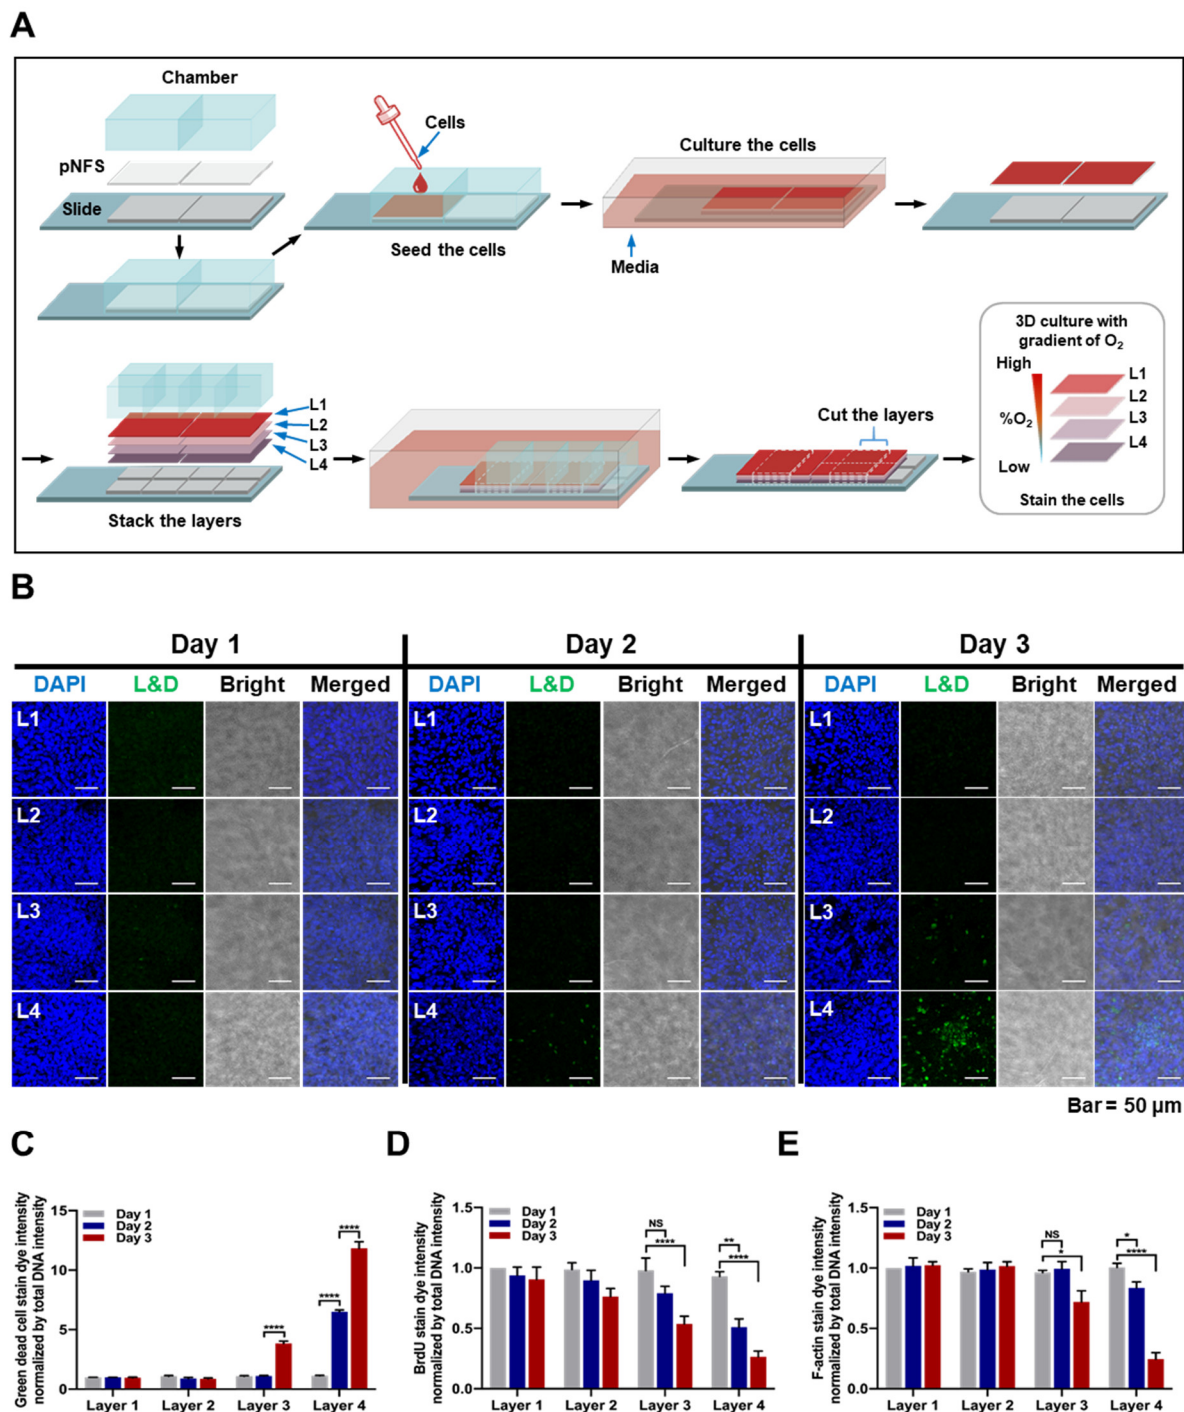 A
Chamber
pNFS
Slide
Cells
Seed the cells
Culture the cells
Media
L1
L2
L3
L4
Stack the layers
Cut the layers
3D culture with
gradient of O₂
High
%O₂
Low
L1
L2
L3
L4
Stain the cells
B
Day 1
Day 2
Day 3
DAPI L&D Bright Merged
DAPI L&D Bright Merged
DAPI L&D Bright Merged
L1 L1 L1
L2 L2 L2
L3 L3 L3
L4 L4 L4
Bar = 50 µm
C
Green dead cell stain dye intensity
normalized by total DNA intensity
15
10
5
0
Day 1
Day 2
Day 3
****
****
****
Layer 1 Layer 2 Layer 3 Layer 4
D
BrdU stain dye intensity
normalized by total DNA intensity
1.5
1.0
0.5
0.0
Day 1
Day 2
Day 3
NS
****
**
****
Layer 1 Layer 2 Layer 3 Layer 4
E
F-actin stain dye intensity
normalized by total DNA intensity
1.5
1.0
0.5
0.0
Day 1
Day 2
Day 3
NS
*
*
****
Layer 1 Layer 2 Layer 3 Layer 4